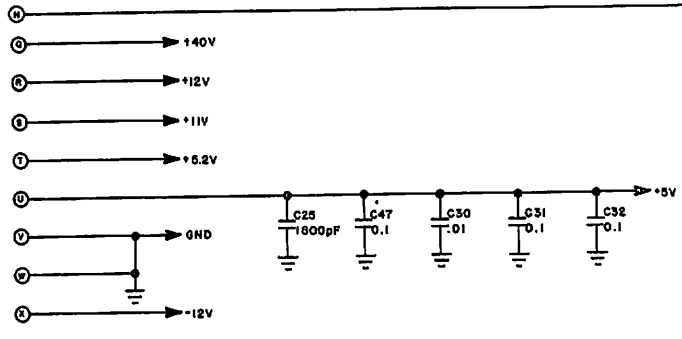 N
Q +40V
R +12V
S +11V
T +5.2V
U +5V
C25 C47 C30 C31 C32
1800pF 0.1 .01 0.1 0.1
V GND
W
X -12V